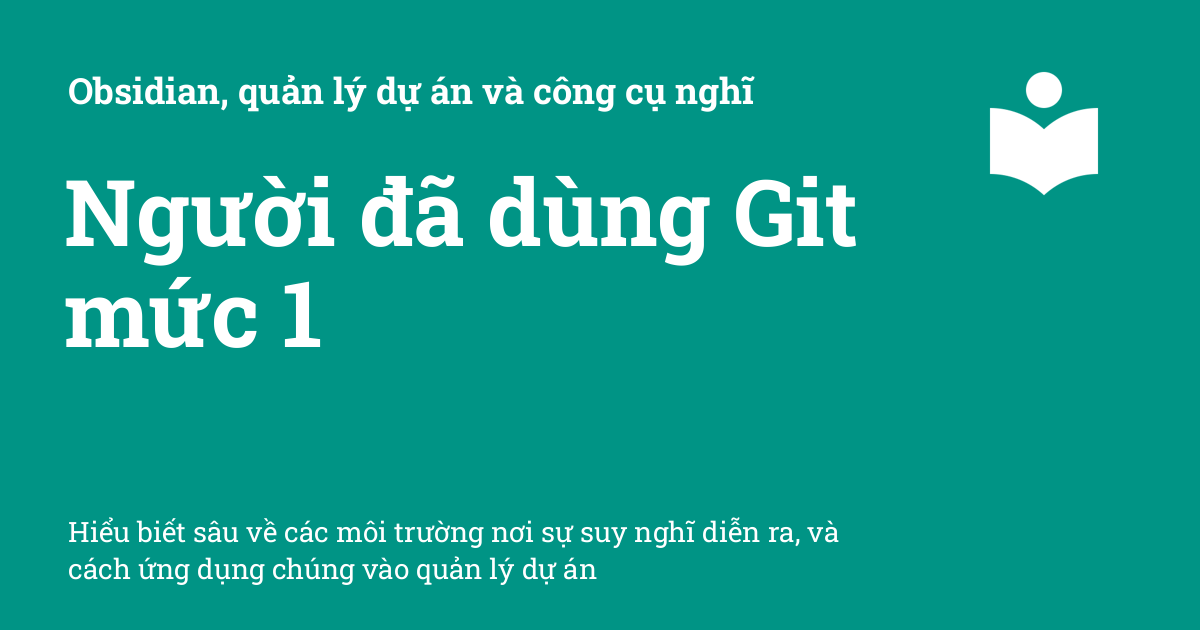 Obsidian, quản lý dự án và công cụ nghĩ
Người đã dùng Git
mức 1
Hiểu biết sâu về các môi trường nơi sự suy nghĩ diễn ra, và
cách ứng dụng chúng vào quản lý dự án